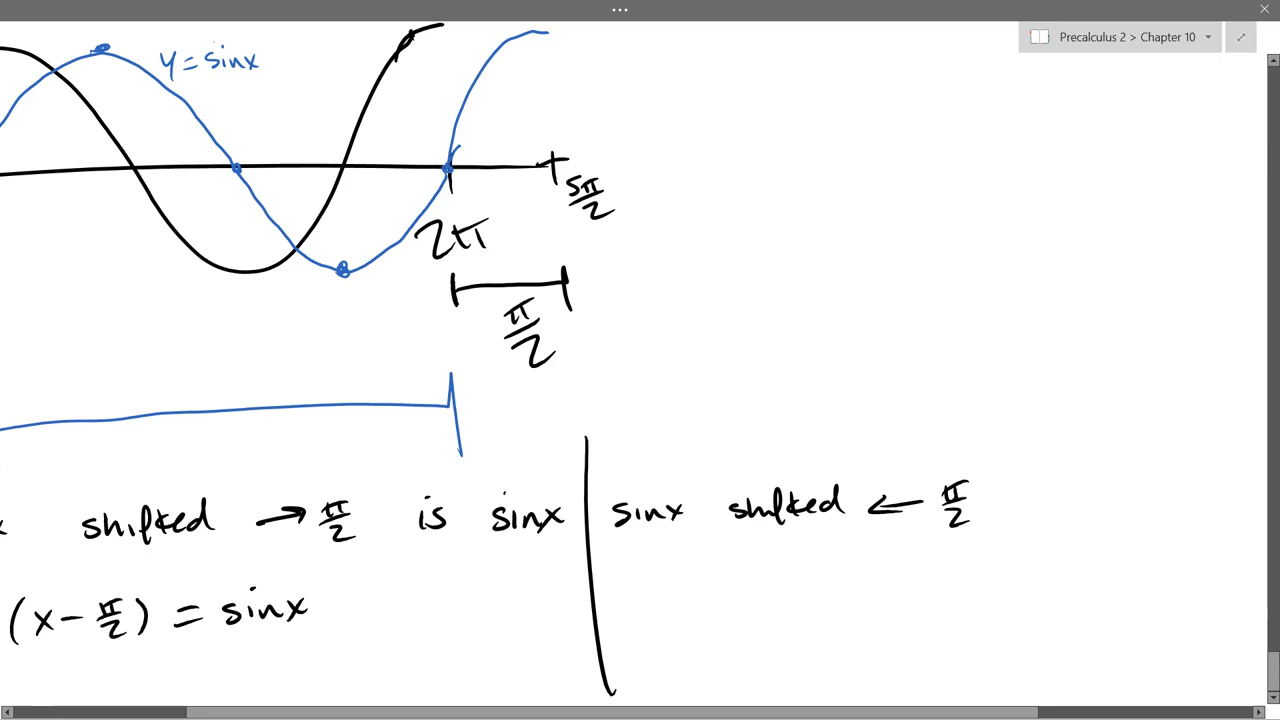 Precalculus 2 > Chapter 10
y = sinx
5π/2
2π
π/2
shifted → π/2 is sinx
sinx shifted ← π/2
(x - π/2) = sinx